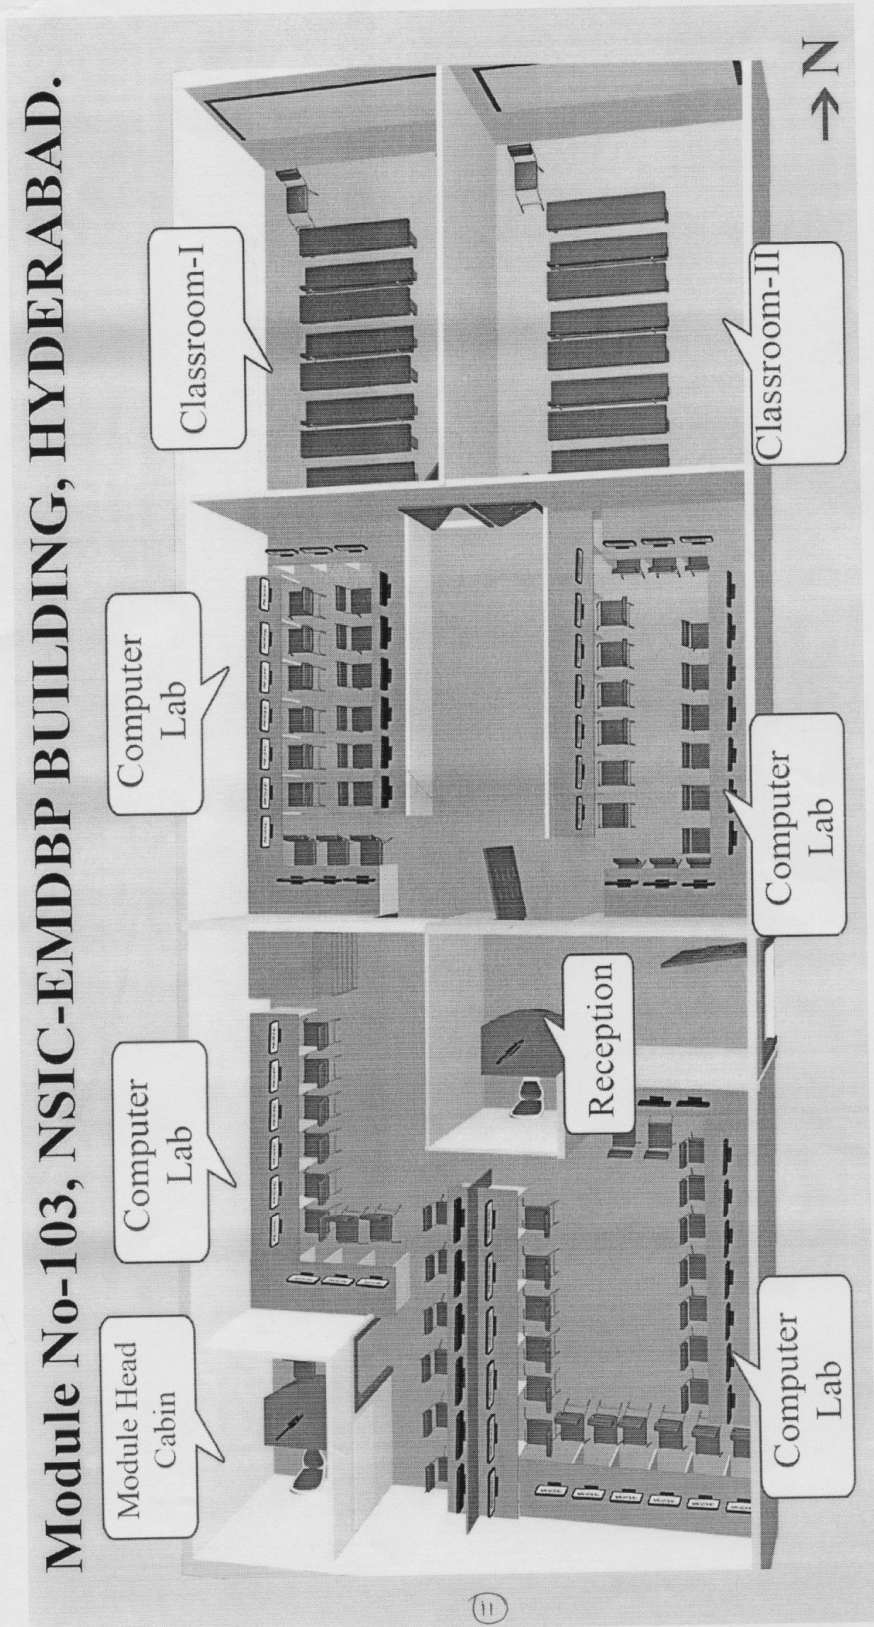 Module No-103, NSIC-EMDBP BUILDING, HYDERABAD.
Module Head
Cabin
Computer
Lab
Computer
Lab
Classroom-I
Reception
Computer
Lab
Computer
Lab
Classroom-II
→ N
11